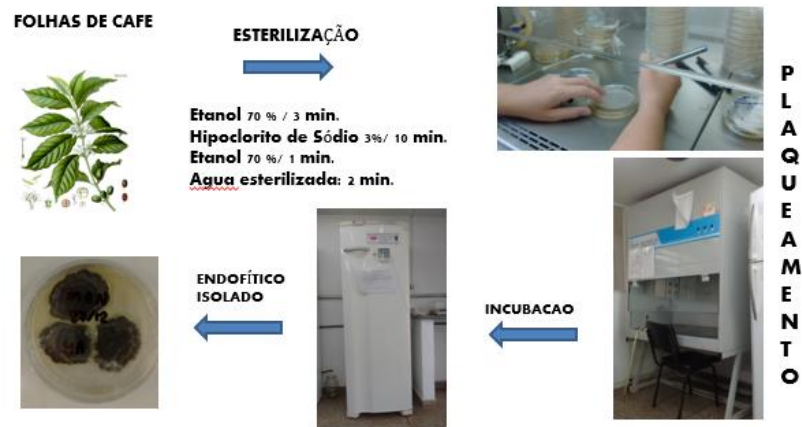 FOLHAS DE CAFE
ESTERILIZAÇÃO
Etanol 70 % / 3 min.
Hipoclorito de Sódio 3%/ 10 min.
Etanol 70 %/ 1 min.
Agua esterilizada: 2 min.
PLAQUEAMENTO
INCUBACAO
ENDOFÍTICO
ISOLADO